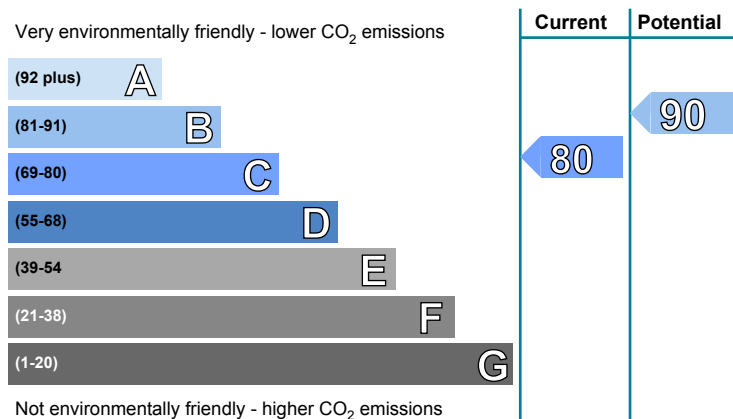 Very environmentally friendly - lower CO2 emissions
Current
Potential
(92 plus) A
(81-91) B
90
(69-80) C
80
(55-68) D
(39-54 E
(21-38) F
(1-20) G
Not environmentally friendly - higher CO2 emissions